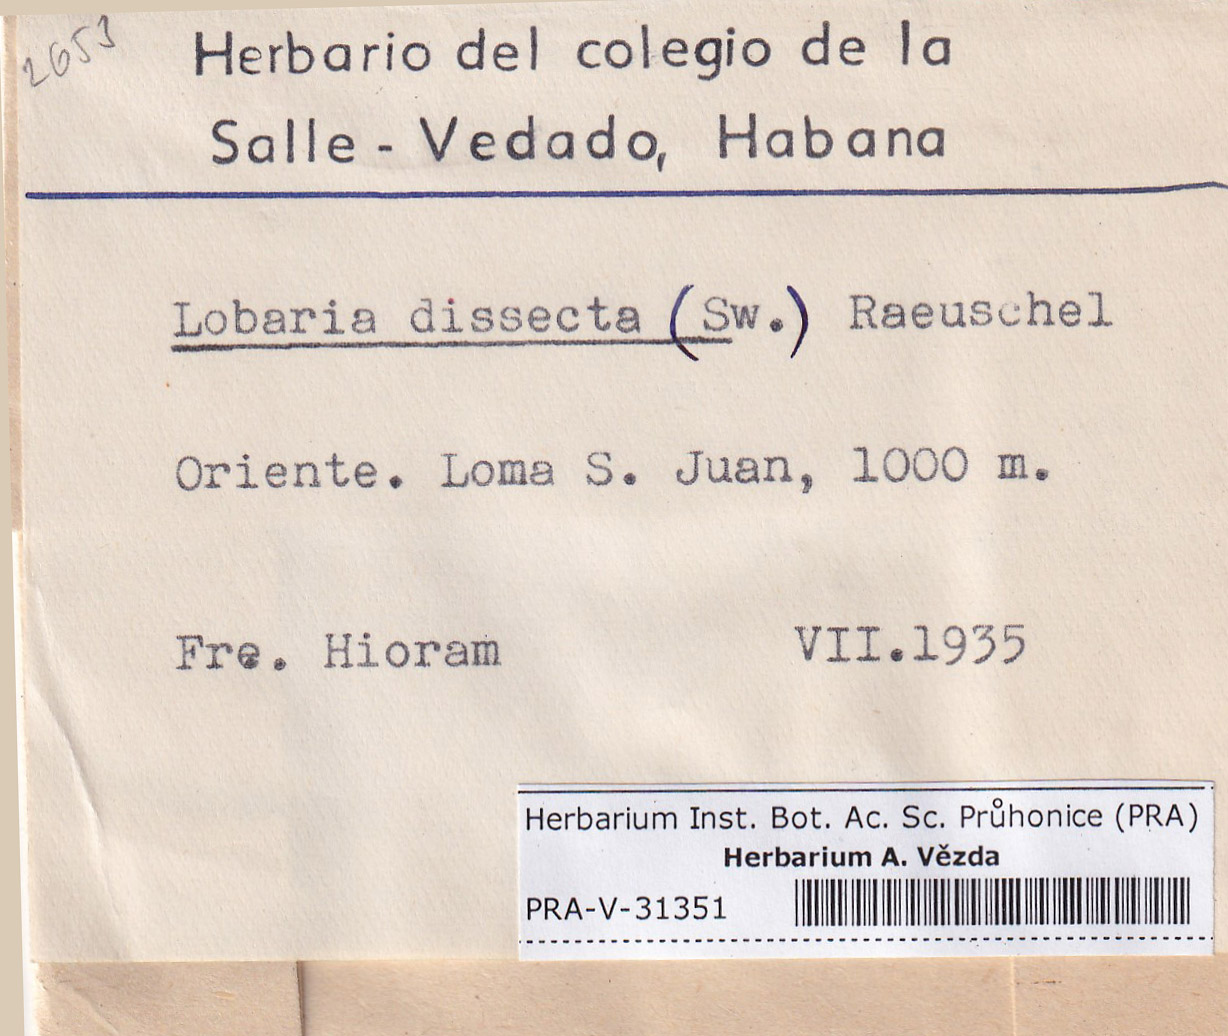 2653
Herbario del colegio de la
Salle - Vedado, Habana
Lobaria dissecta (Sw.) Raeuschel
Oriente. Loma S. Juan, 1000 m.
Fre. Hioram VII.1935
Herbarium Inst. Bot. Ac. Sc. Průhonice (PRA)
Herbarium A. Vězda
PRA-V-31351